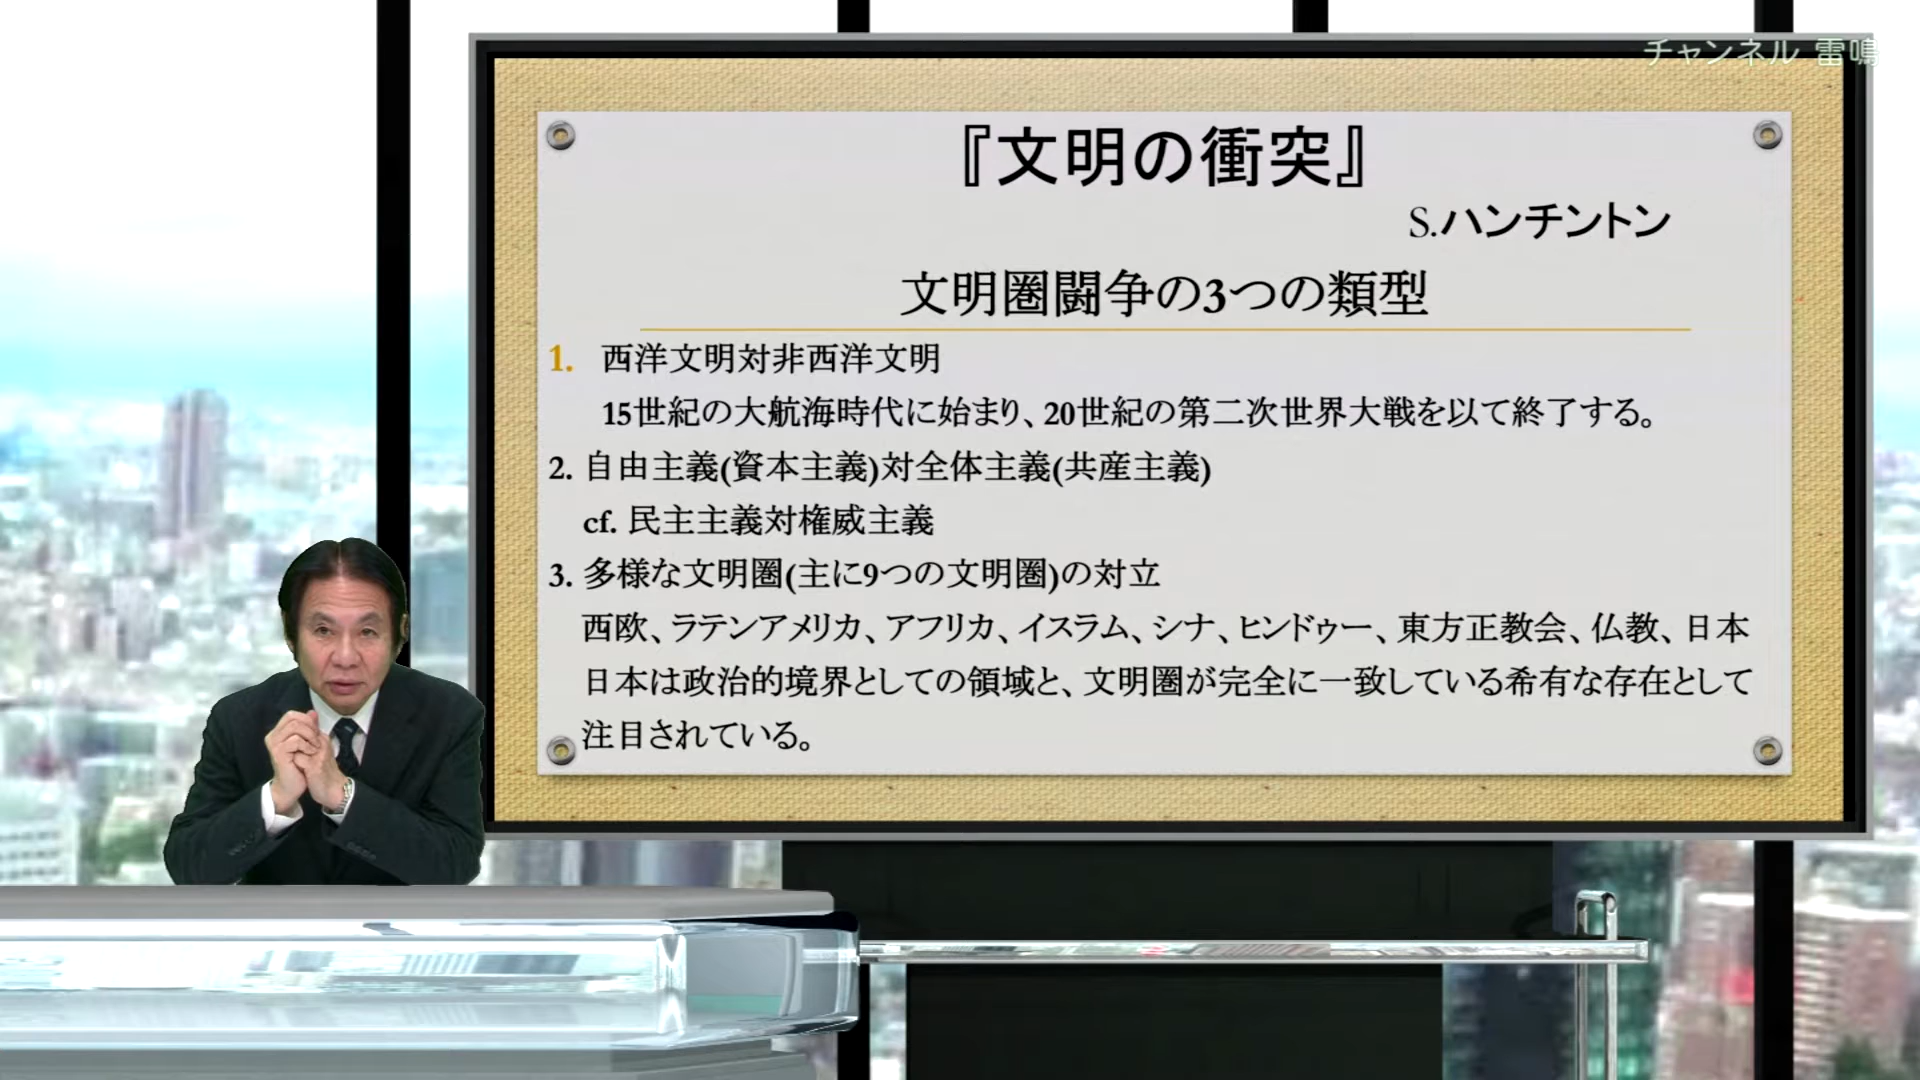 チャンネル 雷鳴
『文明の衝突』
S.ハンチントン
文明圏闘争の3つの類型
1. 西洋文明対非西洋文明
15世紀の大航海時代に始まり、20世紀の第二次世界大戦を以て終了する。
2. 自由主義(資本主義)対全体主義(共産主義)
cf. 民主主義対権威主義
3. 多様な文明圏(主に9つの文明圏)の対立
西欧、ラテンアメリカ、アフリカ、イスラム、シナ、ヒンドゥー、東方正教会、仏教、日本
日本は政治的境界としての領域と、文明圏が完全に一致している希有な存在として
注目されている。